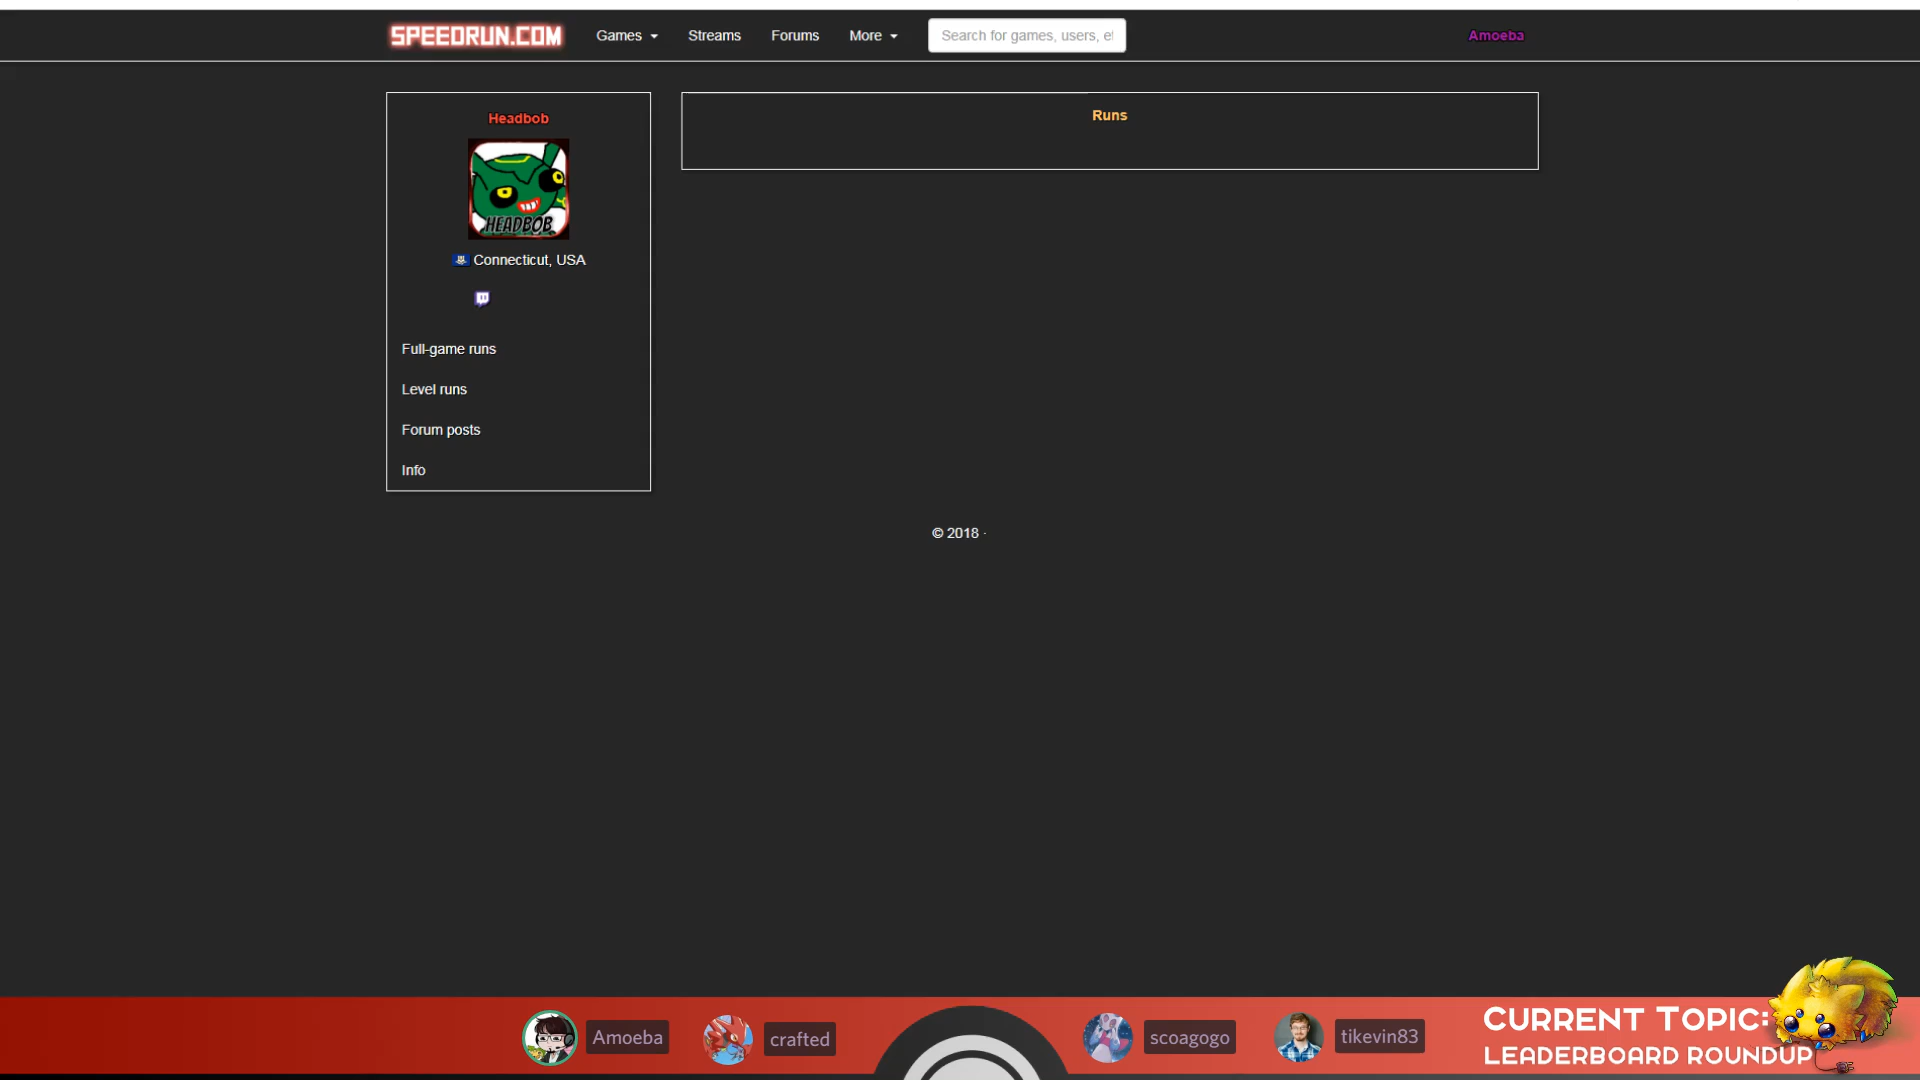 SPEEDRUN.COM Games Streams Forums More Search for games, users, et Amoeba
Headbob
HEADBOB
Connecticut, USA
Full-game runs
Level runs
Forum posts
Info
Runs
© 2018 ·
Amoeba crafted scoagogo tikevin83
CURRENT TOPIC:
LEADERBOARD ROUNDUP